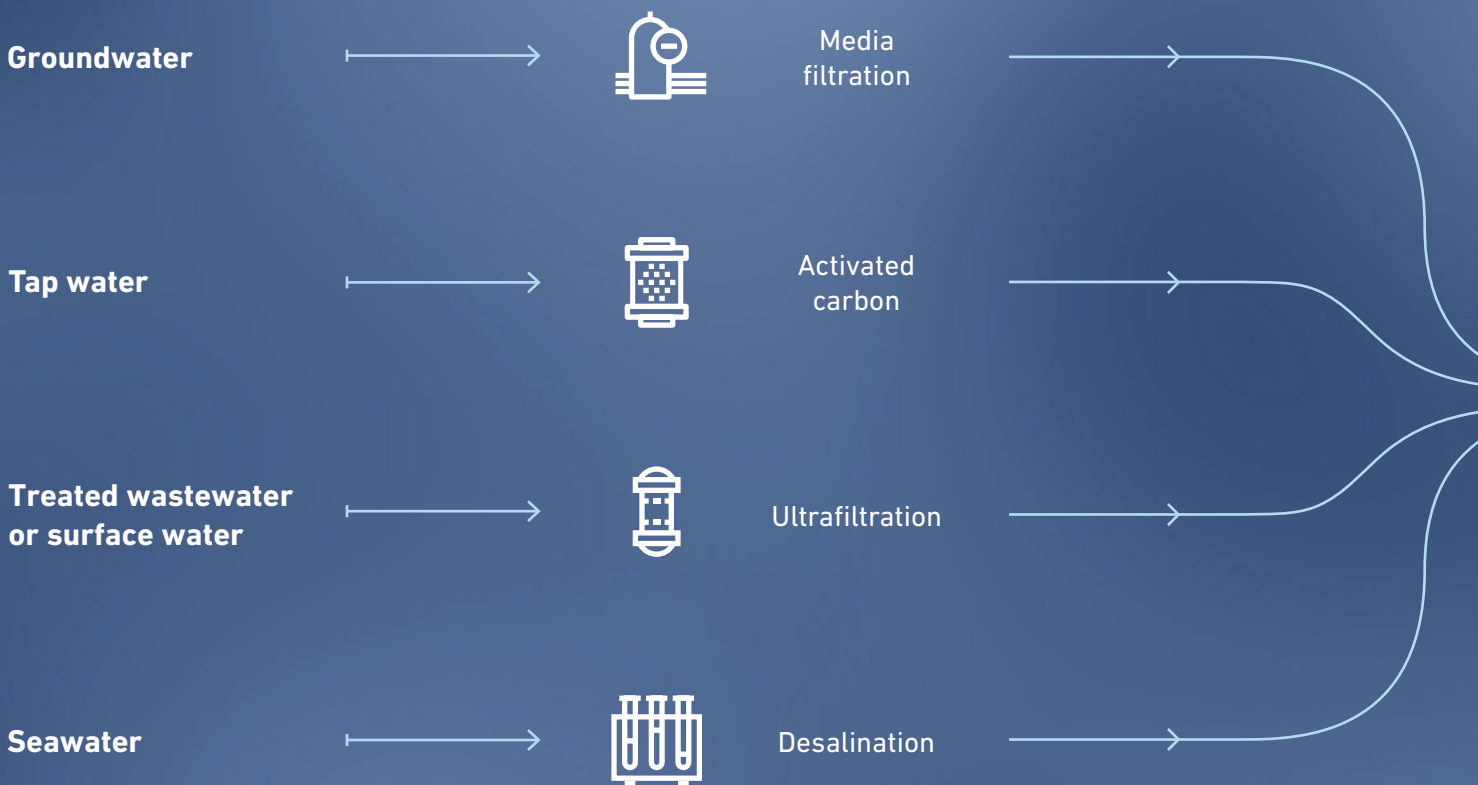 Groundwater
Media
filtration
Tap water
Activated
carbon
Treated wastewater
or surface water
Ultrafiltration
Seawater
Desalination